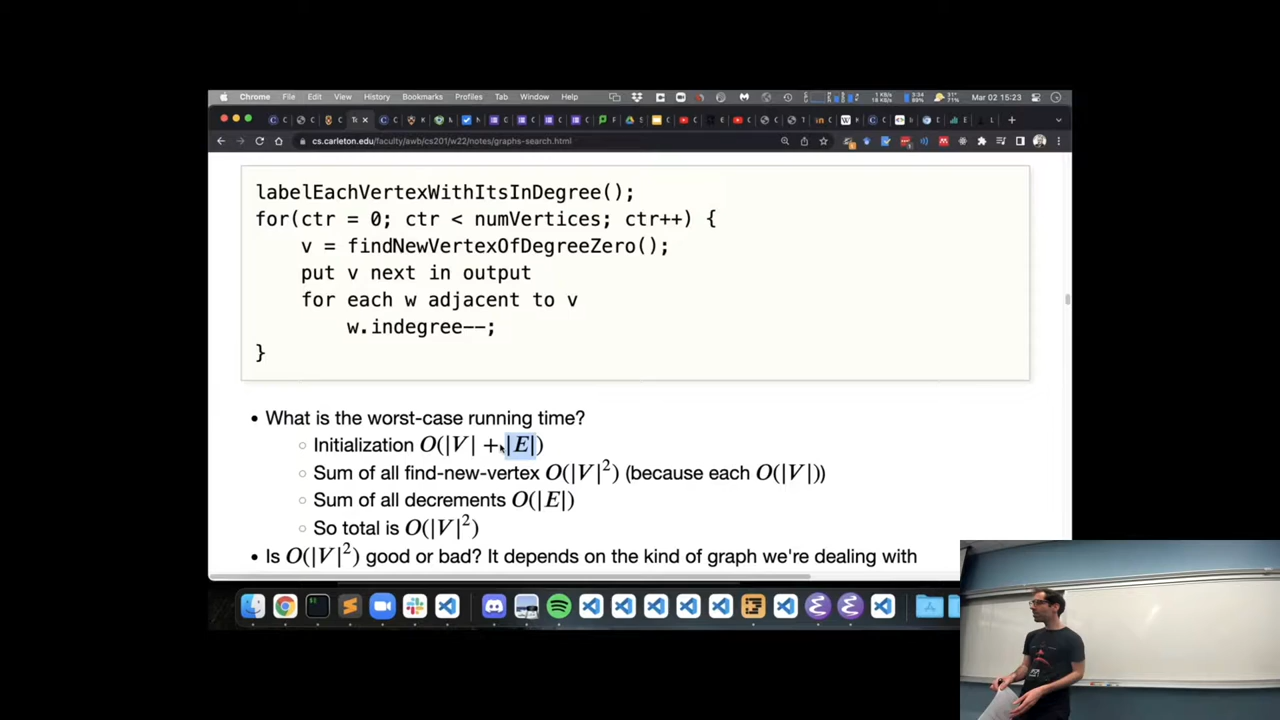 Chrome File Edit View History Bookmarks Profiles Tab Window Help Mar 02 15:23
cs.carleton.edu/faculty/awb/cs201/w22/notes/graphs-search.html
labelEachVertexWithItsInDegree();
for(ctr = 0; ctr < numVertices; ctr++) {
v = findNewVertexOfDegreeZero();
put v next in output
for each w adjacent to v
w.indegree--;
}
• What is the worst-case running time?
○ Initialization O(|V| + |E|)
○ Sum of all find-new-vertex O(|V|²) (because each O(|V|))
○ Sum of all decrements O(|E|)
○ So total is O(|V|²)
• Is O(|V|²) good or bad? It depends on the kind of graph we're dealing with